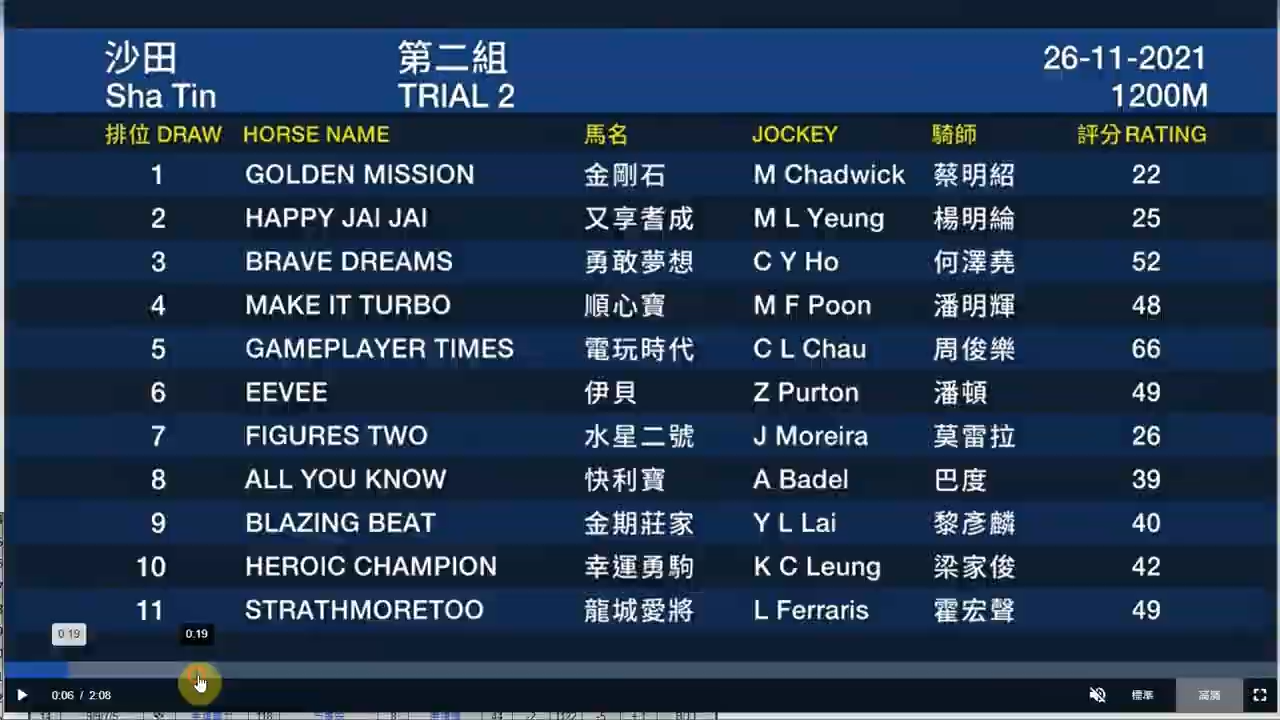 沙田 第二組 26-11-2021
Sha Tin TRIAL 2 1200M
排位 DRAW HORSE NAME 馬名 JOCKEY 騎師 評分 RATING
1 GOLDEN MISSION 金剛石 M Chadwick 蔡明紹 22
2 HAPPY JAI JAI 又享耆成 M L Yeung 楊明綸 25
3 BRAVE DREAMS 勇敢夢想 C Y Ho 何澤堯 52
4 MAKE IT TURBO 順心寶 M F Poon 潘明輝 48
5 GAMEPLAYER TIMES 電玩時代 C L Chau 周俊樂 66
6 EEVEE 伊貝 Z Purton 潘頓 49
7 FIGURES TWO 水星二號 J Moreira 莫雷拉 26
8 ALL YOU KNOW 快利寶 A Badel 巴度 39
9 BLAZING BEAT 金期莊家 Y L Lai 黎彥麟 40
10 HEROIC CHAMPION 幸運勇駒 K C Leung 梁家俊 42
11 STRATHMORETOO 龍城愛將 L Ferraris 霍宏聲 49
0:19 0:19
0:06 / 2:08 標準 高清